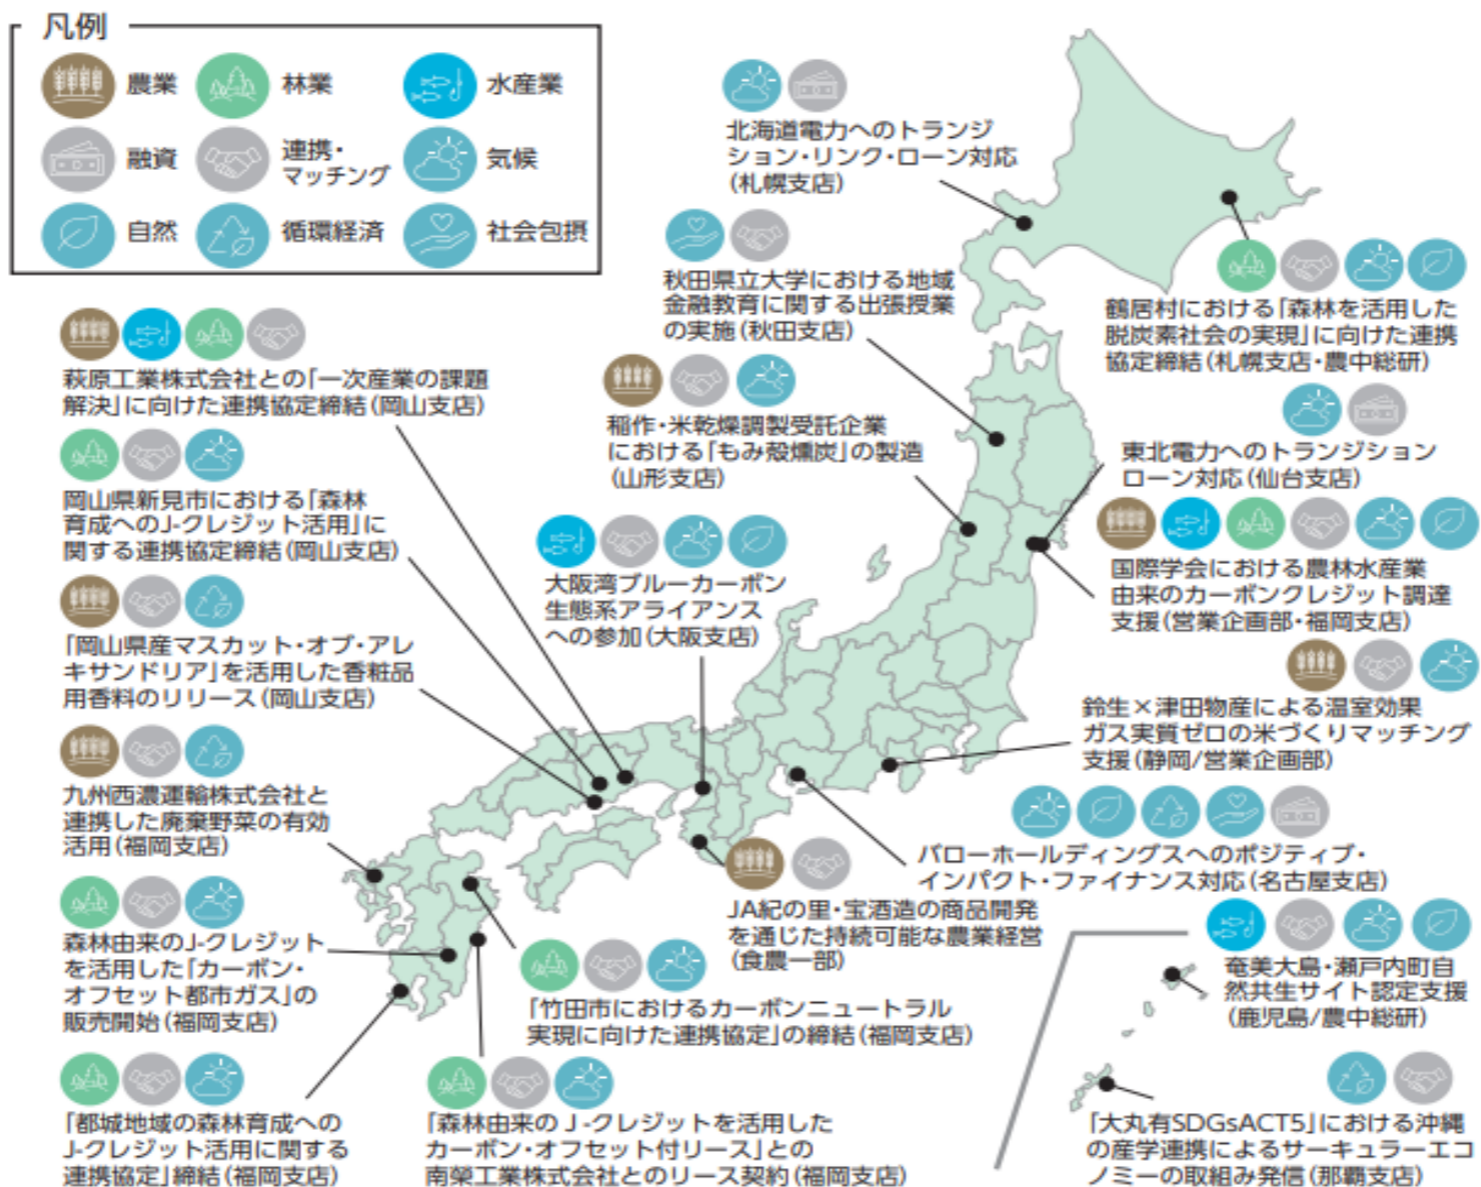 凡例
農業
林業
水産業
融資
連携・
マッチング
気候
自然
循環経済
社会包摂
北海道電力へのトランジ
ション・リンク・ローン対応
(札幌支店)
秋田県立大学における地域
金融教育に関する出張授業
の実施(秋田支店)
鶴居村における「森林を活用した
脱炭素社会の実現」に向けた連携
協定締結(札幌支店・農中総研)
萩原工業株式会社との「一次産業の課題
解決」に向けた連携協定締結(岡山支店)
稲作・米乾燥調製受託企業
における「もみ殻燻炭」の製造
(山形支店)
東北電力へのトランジション
ローン対応(仙台支店)
岡山県新見市における「森林
育成へのJ-クレジット活用」に
関する連携協定締結(岡山支店)
大阪湾ブルーカーボン
生態系アライアンス
への参加(大阪支店)
国際学会における農林水産業
由来のカーボンクレジット調達
支援(営業企画部・福岡支店)
「岡山県産マスカット・オブ・アレ
キサンドリア」を活用した香粧品
用香料のリリース(岡山支店)
鈴生×津田物産による温室効果
ガス実質ゼロの米づくりマッチング
支援(静岡/営業企画部)
九州西濃運輸株式会社と
連携した廃棄野菜の有効
活用(福岡支店)
バローホールディングスへのポジティブ・
インパクト・ファイナンス対応(名古屋支店)
JA紀の里・宝酒造の商品開発
を通じた持続可能な農業経営
(食農一部)
森林由来のJ-クレジット
を活用した「カーボン・
オフセット都市ガス」の
販売開始(福岡支店)
「竹田市におけるカーボンニュートラル
実現に向けた連携協定」の締結(福岡支店)
奄美大島・瀬戸内町自
然共生サイト認定支援
(鹿児島/農中総研)
「都城地域の森林育成への
J-クレジット活用に関する
連携協定」締結(福岡支店)
「森林由来のJ-クレジットを活用した
カーボン・オフセット付リース」との
南榮工業株式会社とのリース契約(福岡支店)
「大丸有SDGsACT5」における沖縄
の産学連携によるサーキュラーエコ
ノミーの取組み発信(那覇支店)